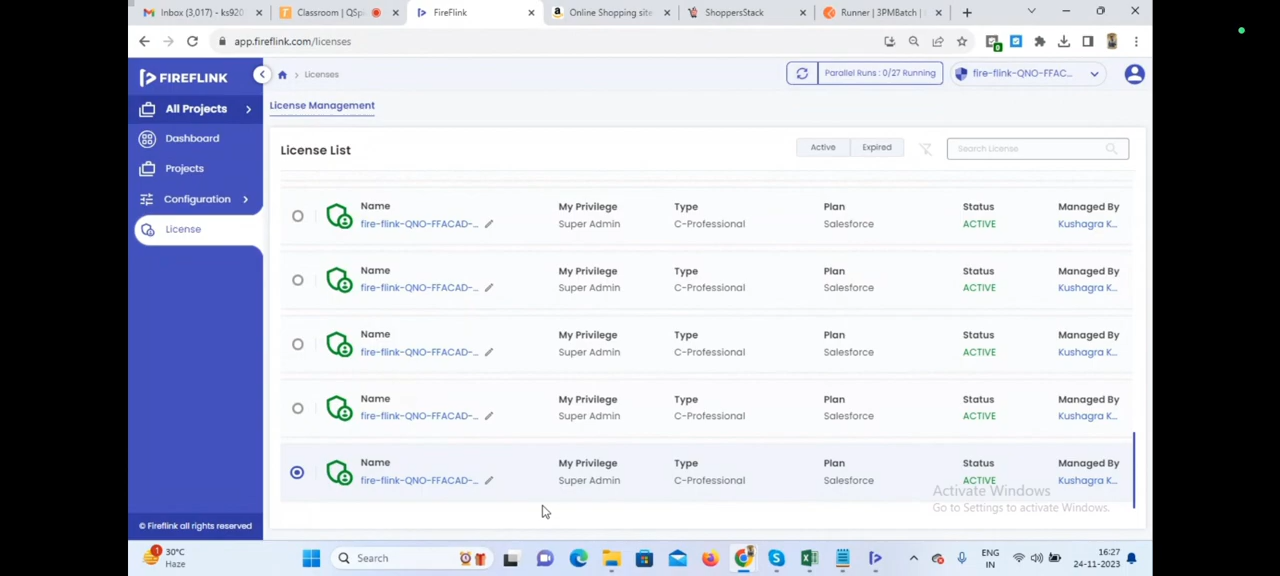 Inbox (3,017) - ks920
Classroom | QSp
FireFlink
Online Shopping site
ShoppersStack
Runner | 3PMBatch |
app.fireflink.com/licenses
FIREFLINK
Licenses
Parallel Runs : 0/27 Running
fire-flink-QNO-FFAC...
All Projects
License Management
Dashboard
License List
Active
Expired
Search License
Projects
Configuration
License
Name My Privilege Type Plan Status Managed By
fire-flink-QNO-FFACAD-... Super Admin C-Professional Salesforce ACTIVE Kushagra K...
Name My Privilege Type Plan Status Managed By
fire-flink-QNO-FFACAD-... Super Admin C-Professional Salesforce ACTIVE Kushagra K...
Name My Privilege Type Plan Status Managed By
fire-flink-QNO-FFACAD-... Super Admin C-Professional Salesforce ACTIVE Kushagra K...
Name My Privilege Type Plan Status Managed By
fire-flink-QNO-FFACAD-... Super Admin C-Professional Salesforce ACTIVE Kushagra K...
Name My Privilege Type Plan Status Managed By
fire-flink-QNO-FFACAD-... Super Admin C-Professional Salesforce ACTIVE Kushagra K...
Activate Windows
Go to Settings to activate Windows.
© Fireflink all rights reserved
1
30°C
Haze
Search
ENG
IN
16:27
24-11-2023